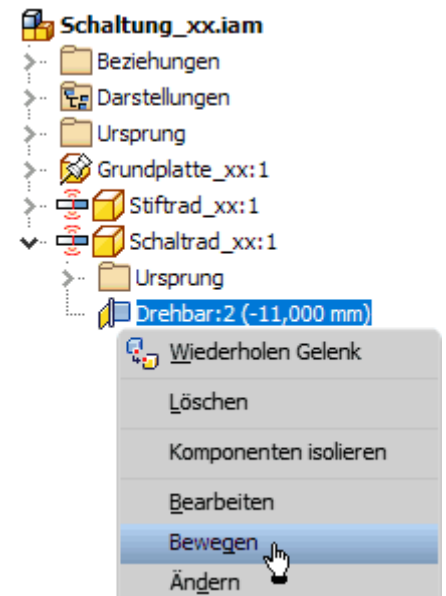 Schaltung_xx.iam
Beziehungen
Darstellungen
Ursprung
Grundplatte_xx:1
Stiftrad_xx:1
Schaltrad_xx:1
Ursprung
Drehbar:2 (-11,000 mm)
Wiederholen Gelenk
Löschen
Komponenten isolieren
Bearbeiten
Bewegen
Ändern